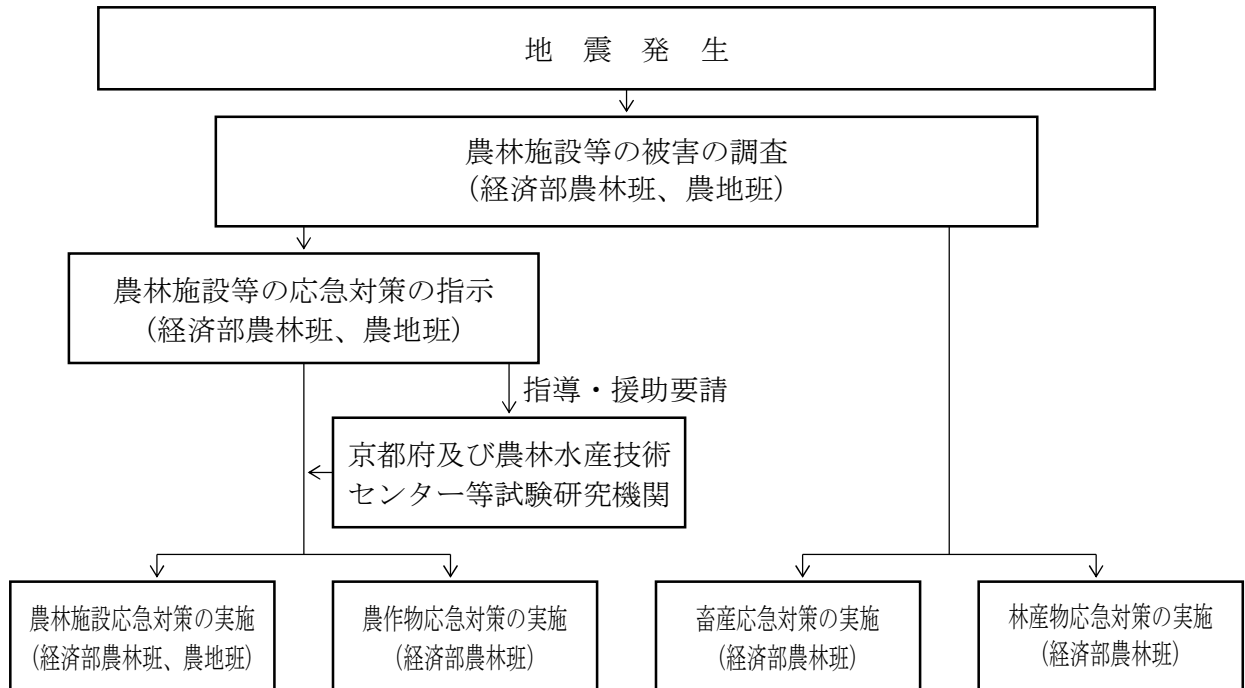 地　震　発　生
農林施設等の被害の調査
（経済部農林班、農地班）
農林施設等の応急対策の指示
（経済部農林班、農地班）
指導・援助要請
京都府及び農林水産技術
センター等試験研究機関
農林施設応急対策の実施
（経済部農林班、農地班）
農作物応急対策の実施
（経済部農林班）
畜産応急対策の実施
（経済部農林班）
林産物応急対策の実施
（経済部農林班）